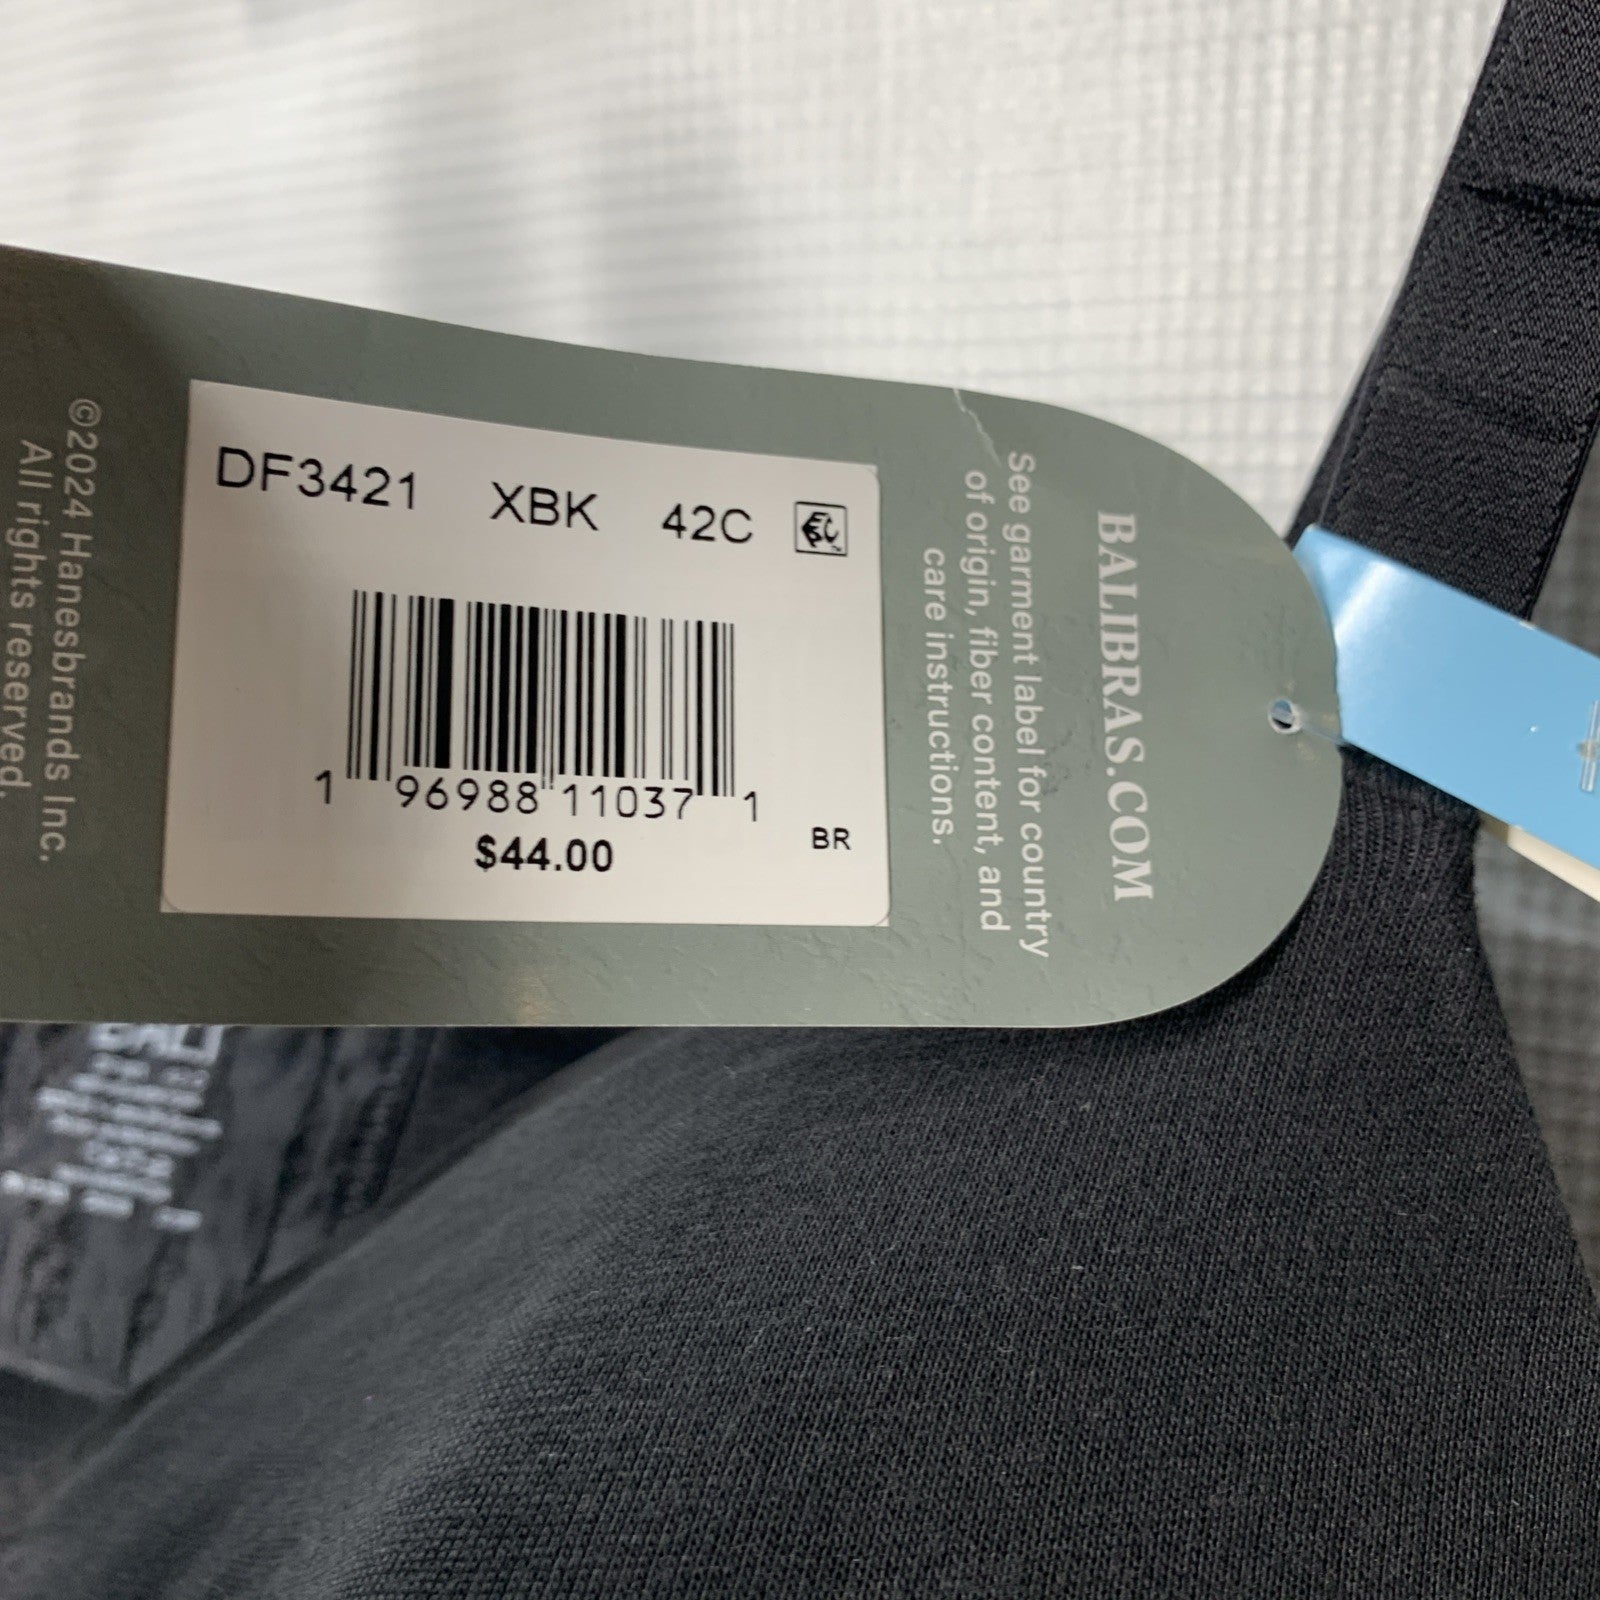 DF3421 XBK 42C EPC
1 96988 11037 1
$44.00
BR
BALIBRAS.COM
See garment label for country
of origin, fiber content, and
care instructions.
©2024 Hanesbrands Inc.
All rights reserved.